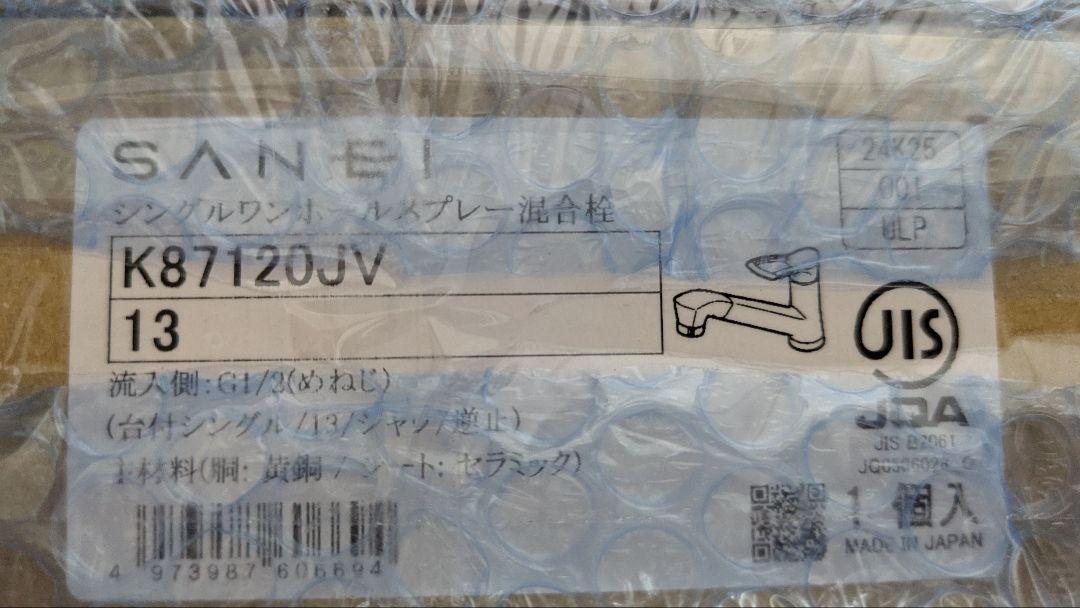 SANEI
シングルワンホールスプレー混合栓
K87120JV
13
流入側:G1/2(めねじ)
(台付シングル/13/シャワ/逆止)
主材料(胴: 黄銅/シート: セラミック)
4 973987 606694
24K25
001
ULP
JIS
JQA
JIS B2061
1 個入
MADE IN JAPAN